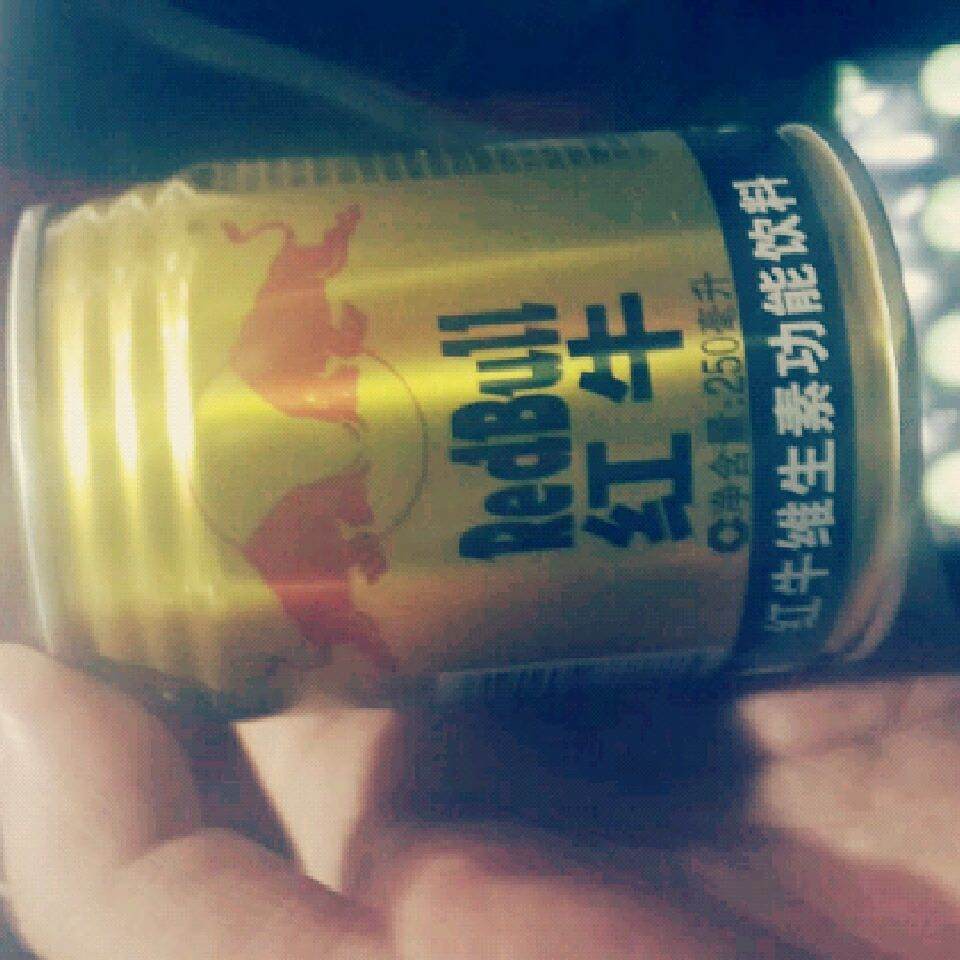 RedBull
红牛
净含量:250毫升
红牛维生素功能饮料